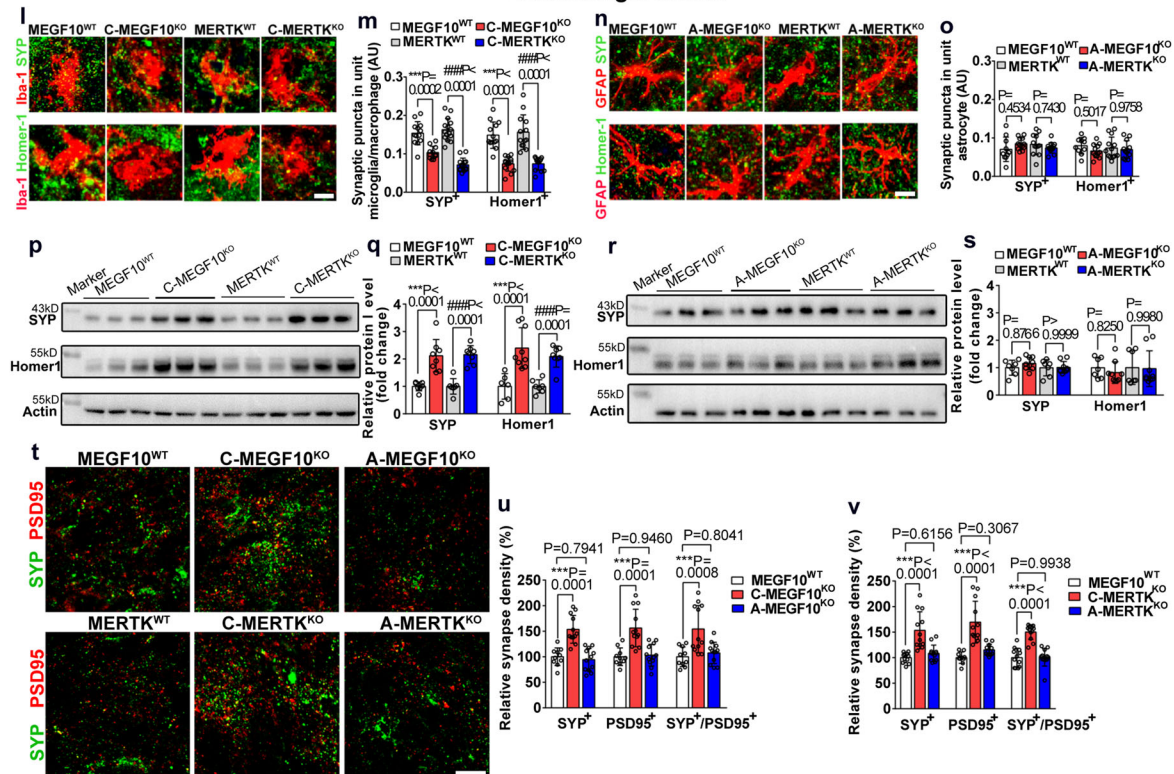 l
MEGF10WT C-MEGF10KO MERTKWT C-MERTKKO
Iba-1 SYP
Iba-1 Homer-1
m
MEGF10WT C-MEGF10KO
MERTKWT C-MERTKKO
Synaptic puncta in unit
microglia/macrophage (AU)
0.3
0.2
0.1
0.0
***P=
0.0002
###P<
0.0001
***P<
0.0001
###P<
0.0001
SYP+ Homer1+
n
MEGF10WT A-MEGF10KO MERTKWT A-MERTKKO
GFAP SYP
GFAP Homer-1
o
MEGF10WT A-MEGF10KO
MERTKWT A-MERTKKO
Synaptic puncta in unit
astrocyte (AU)
0.3
0.2
0.1
0.0
P=
0.4534
P=
0.7430
P=
0.5017
P=
0.9758
SYP+ Homer1+
p
Marker MEGF10WT C-MEGF10KO MERTKWT C-MERTKKO
43kD
SYP
55kD
Homer1
55kD
Actin
q
MEGF10WT C-MEGF10KO
MERTKWT C-MERTKKO
Relative protein l evel
(fold change)
4
3
2
1
0
***P<
0.0001
###P<
0.0001
***P<
0.0001
###P=
0.0001
SYP Homer1
r
Marker MEGF10WT A-MEGF10KO MERTKWT A-MERTKKO
43kD
SYP
55kD
Homer1
55kD
Actin
s
MEGF10WT A-MEGF10KO
MERTKWT A-MERTKKO
Relative protein level
(fold change)
4
3
2
1
0
P=
0.8766
P>
0.9999
P=
0.8250
P=
0.9980
SYP Homer1
t
MEGF10WT C-MEGF10KO A-MEGF10KO
SYP PSD95
MERTKWT C-MERTKKO A-MERTKKO
SYP PSD95
u
Relative synapse density (%)
250
200
150
100
50
0
P=0.7941
***P=
0.0001
P=0.9460
***P=
0.0001
P=0.8041
***P=
0.0008
MEGF10WT
C-MEGF10KO
A-MEGF10KO
SYP+ PSD95+ SYP+/PSD95+
v
Relative synapse density (%)
250
200
150
100
50
0
P=0.6156
***P<
0.0001
P=0.3067
***P<
0.0001
P=0.9938
***P<
0.0001
MEGF10WT
C-MERTKKO
A-MERTKKO
SYP+ PSD95+ SYP+/PSD95+